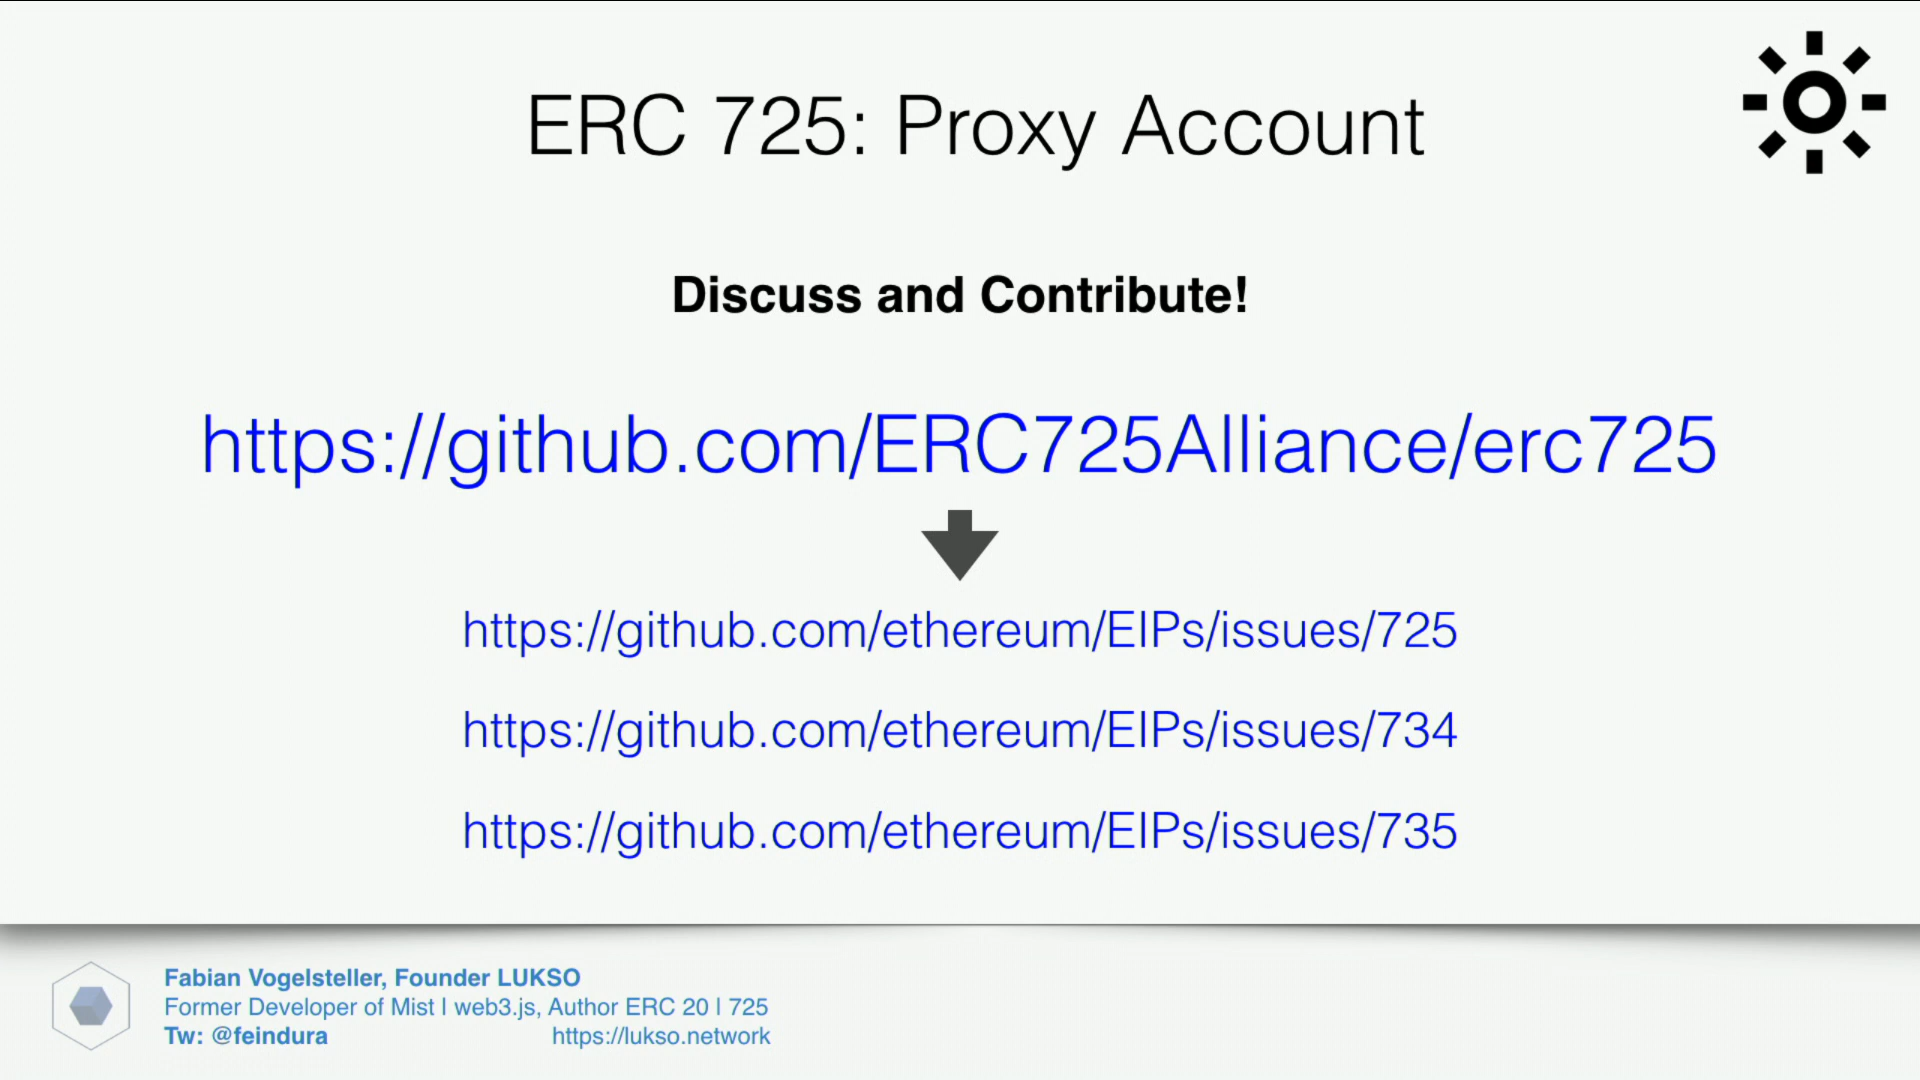 ERC 725: Proxy Account
Discuss and Contribute!
https://github.com/ERC725Alliance/erc725
https://github.com/ethereum/EIPs/issues/725
https://github.com/ethereum/EIPs/issues/734
https://github.com/ethereum/EIPs/issues/735
Fabian Vogelsteller, Founder LUKSO
Former Developer of Mist | web3.js, Author ERC 20 | 725
Tw: @feindura https://lukso.network